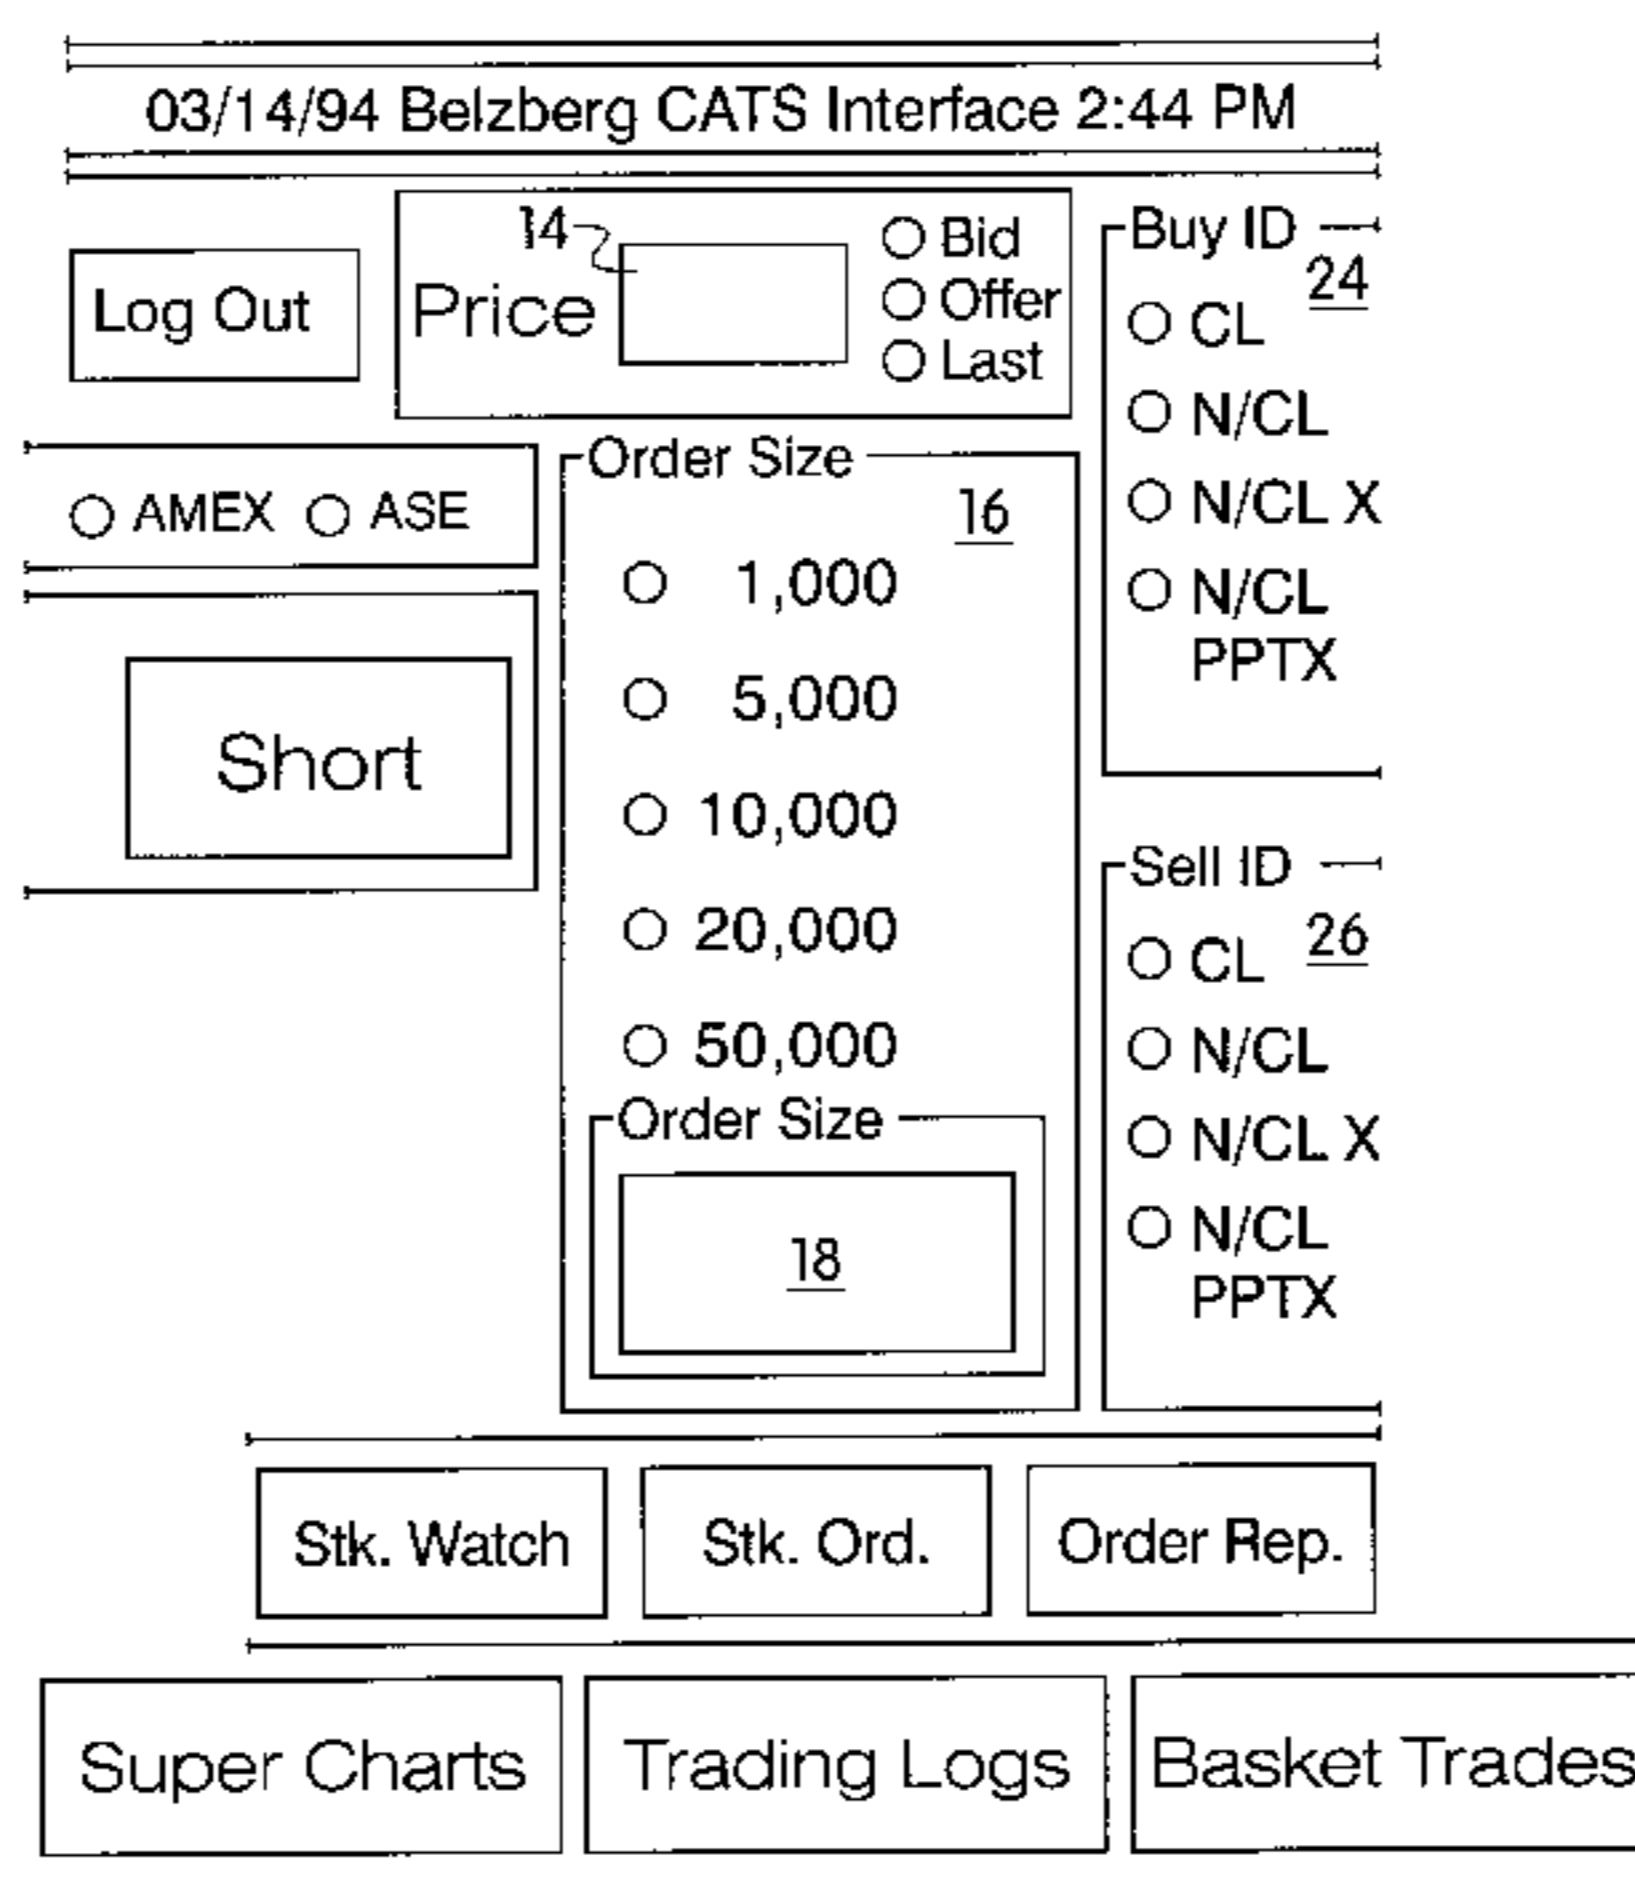 03/14/94 Belzberg CATS Interface 2:44 PM
Log Out
14
Price
Bid
Offer
Last
Buy ID
24
CL
N/CL
N/CL X
N/CL
PPTX
AMEX ASE
Short
Order Size
16
1,000
5,000
10,000
20,000
50,000
Order Size
18
Sell ID
26
CL
N/CL
N/CL X
N/CL
PPTX
Stk. Watch
Stk. Ord.
Order Rep.
Super Charts
Trading Logs
Basket Trades